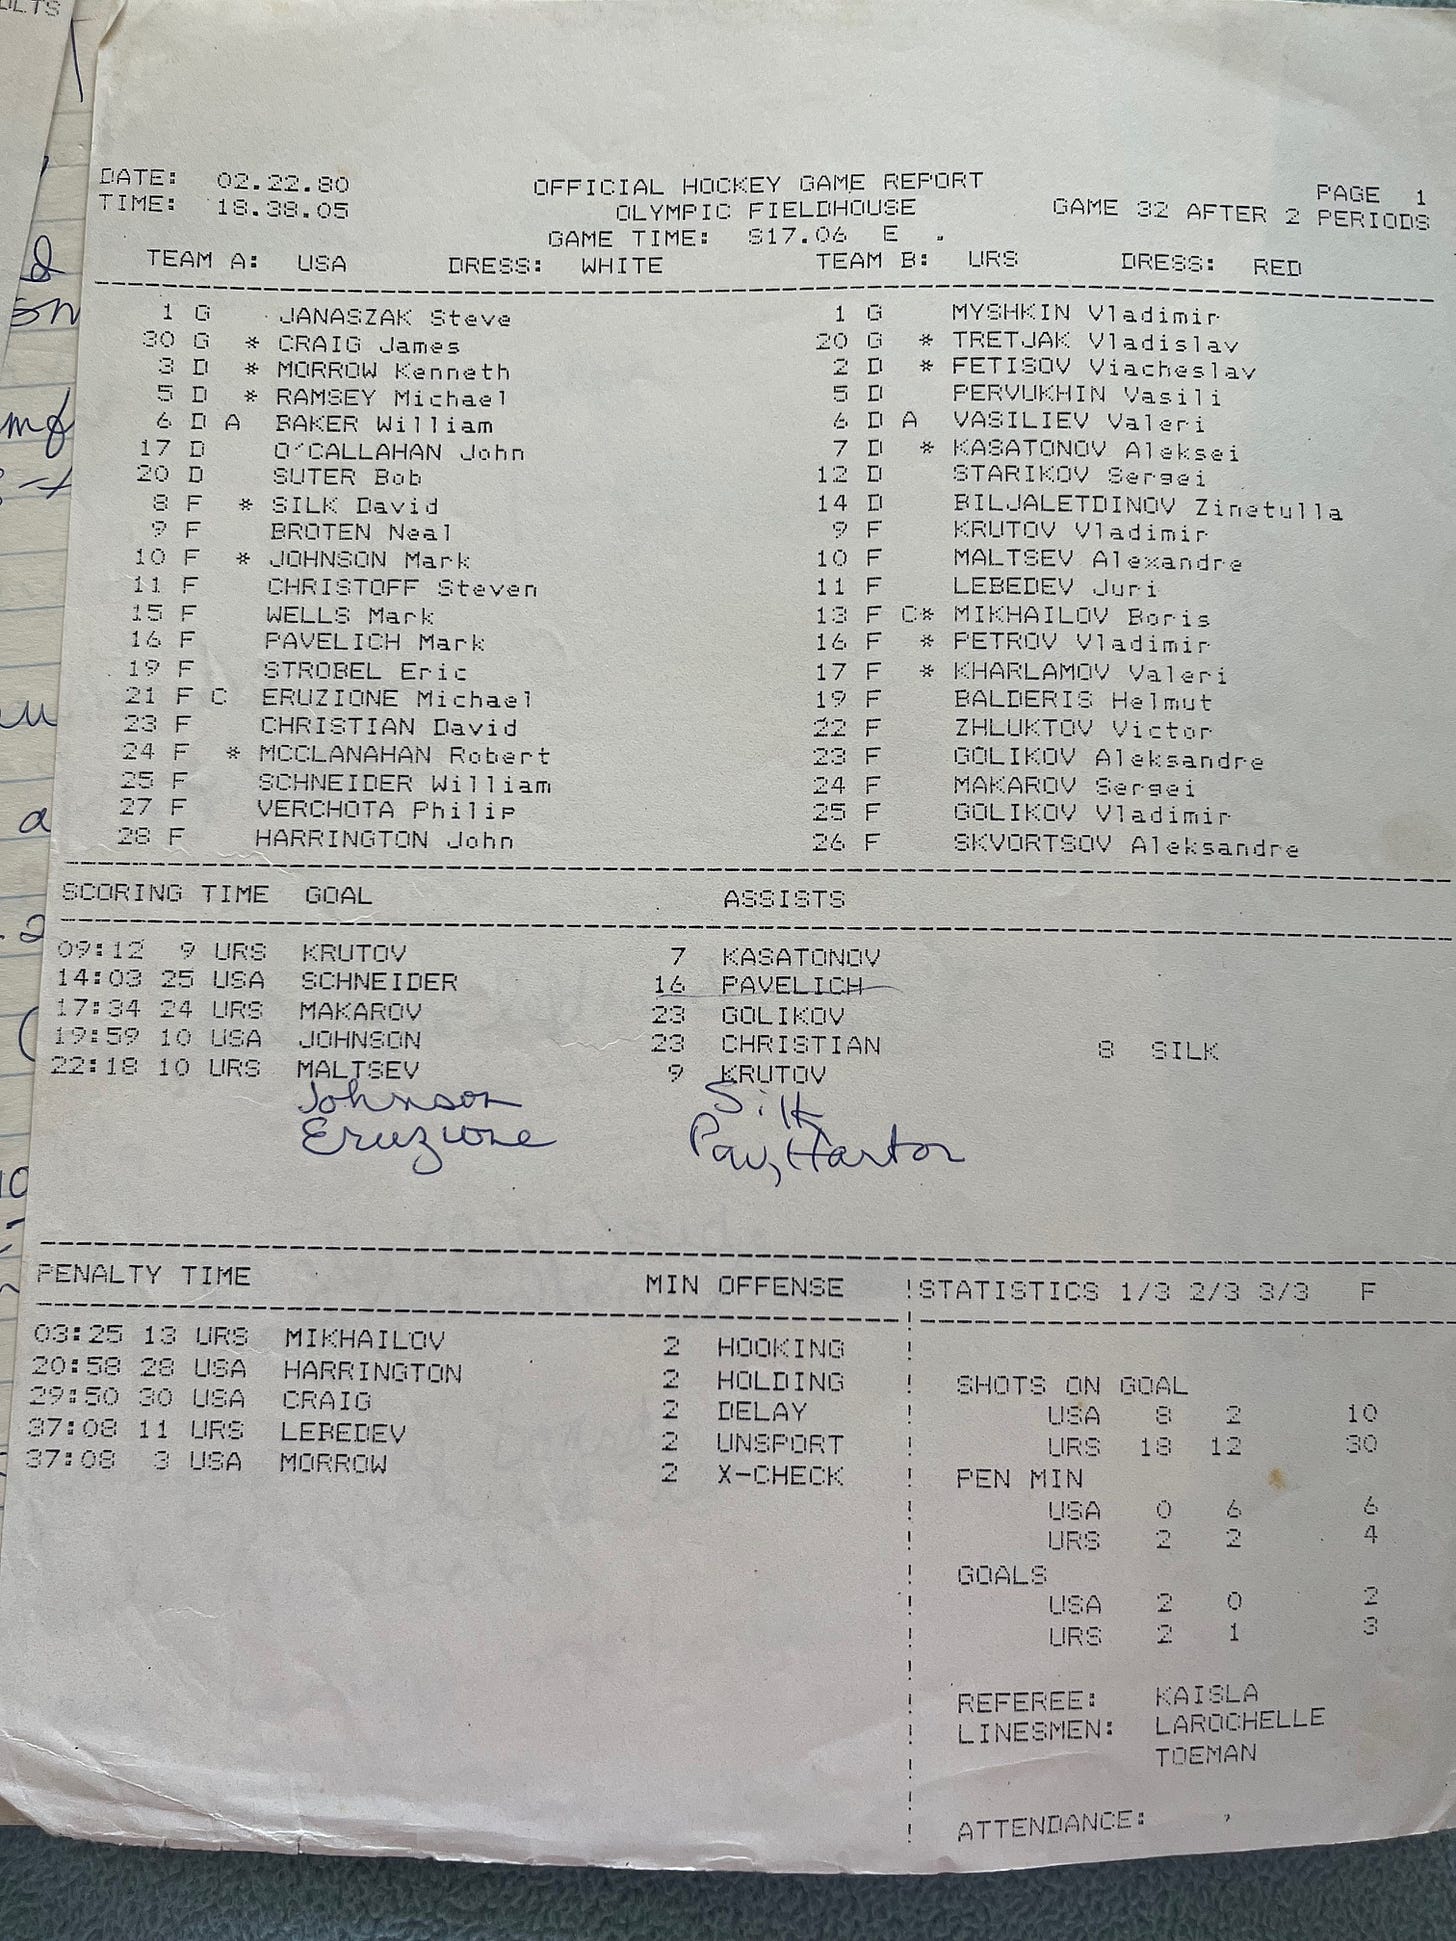 ULTS
DATE: 02.22.80 OFFICIAL HOCKEY GAME REPORT PAGE 1
TIME: 18.38.05 OLYMPIC FIELDHOUSE GAME 32 AFTER 2 PERIODS
GAME TIME: S17.06 E .
TEAM A: USA DRESS: WHITE TEAM B: URS DRESS: RED
1 G JANASZAK Steve 1 G MYSHKIN Vladimir
30 G * CRAIG James 20 G * TRETJAK Vladislav
3 D * MORROW Kenneth 2 D * FETISOV Viacheslav
5 D * RAMSEY Michael 5 D PERVUKHIN Vasili
6 D A BAKER William 6 D A VASILIEV Valeri
17 D O'CALLAHAN John 7 D * KASATONOV Aleksei
20 D SUTER Bob 12 D STARIKOV Sergei
8 F * SILK David 14 D BILJALETDINOV Zinetulla
9 F BROTEN Neal 9 F KRUTOV Vladimir
10 F * JOHNSON Mark 10 F MALTSEV Alexandre
11 F CHRISTOFF Steven 11 F LEBEDEV Juri
15 F WELLS Mark 13 F C* MIKHAILOV Boris
16 F PAVELICH Mark 16 F * PETROV Vladimir
19 F STROBEL Eric 17 F * KHARLAMOV Valeri
21 F C ERUZIONE Michael 19 F BALDERIS Helmut
23 F CHRISTIAN David 22 F ZHLUKTOV Victor
24 F * MCCLANAHAN Robert 23 F GOLIKOV Aleksandre
25 F SCHNEIDER William 24 F MAKAROV Sergei
27 F VERCHOTA Philip 25 F GOLIKOV Vladimir
28 F HARRINGTON John 26 F SKVORTSOV Aleksandre
SCORING TIME GOAL ASSISTS
09:12 9 URS KRUTOV 7 KASATONOV
14:03 25 USA SCHNEIDER 16 PAVELICH
17:34 24 URS MAKAROV 23 GOLIKOV
19:59 10 USA JOHNSON 23 CHRISTIAN 8 SILK
22:18 10 URS MALTSEV 9 KRUTOV
Johnson Silk
Eruzione Pav, Harton
PENALTY TIME MIN OFFENSE !STATISTICS 1/3 2/3 3/3 F
03:25 13 URS MIKHAILOV 2 HOOKING
20:58 28 USA HARRINGTON 2 HOLDING SHOTS ON GOAL
29:50 30 USA CRAIG 2 DELAY USA 8 2 10
37:08 11 URS LEBEDEV 2 UNSPORT URS 18 12 30
37:08 3 USA MORROW 2 X-CHECK PEN MIN
USA 0 6 6
URS 2 2 4
GOALS
USA 2 0 2
URS 2 1 3
REFEREE: KAISLA
LINESMEN: LAROCHELLE
TOEMAN
ATTENDANCE: ,